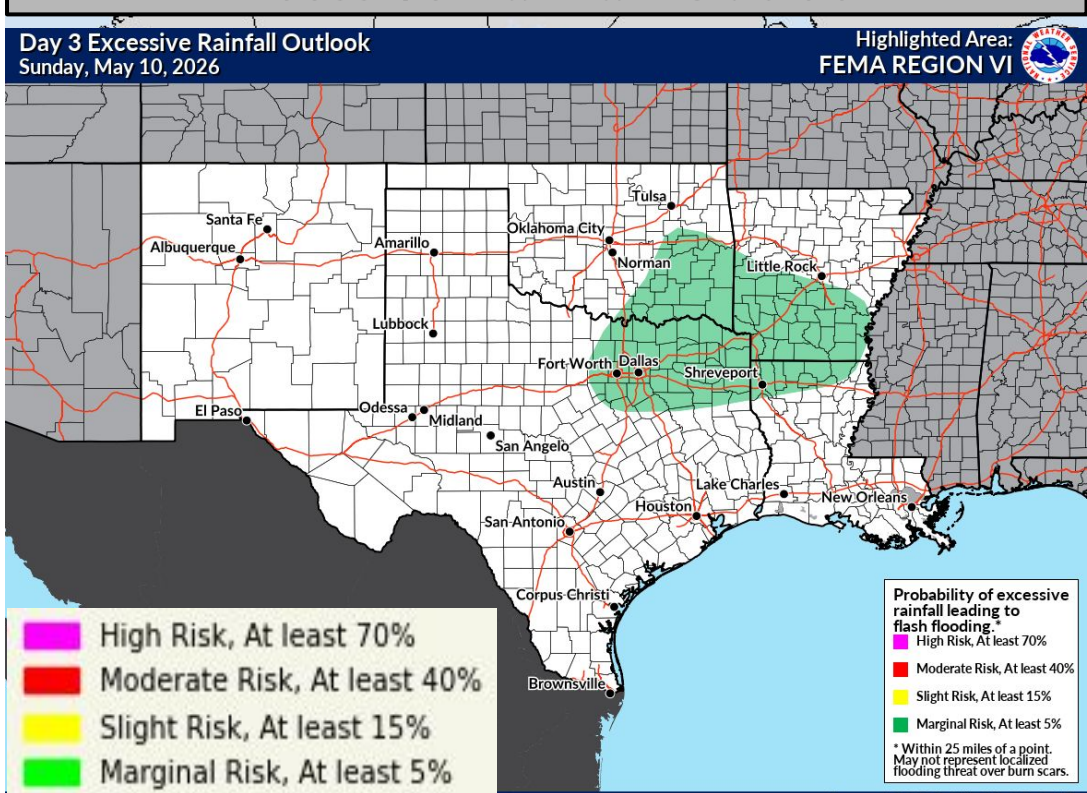 Day 3 Excessive Rainfall Outlook
Sunday, May 10, 2026
Highlighted Area:
FEMA REGION VI
NATIONAL WEATHER SERVICE
Tulsa
Santa Fe
Oklahoma City
Albuquerque
Amarillo
Norman
Little Rock
Lubbock
Fort Worth
Dallas
Shreveport
El Paso
Odessa
Midland
San Angelo
Austin
Lake Charles
Houston
New Orleans
San Antonio
Corpus Christi
Brownsville
High Risk, At least 70%
Moderate Risk, At least 40%
Slight Risk, At least 15%
Marginal Risk, At least 5%
Probability of excessive
rainfall leading to
flash flooding.*
High Risk, At least 70%
Moderate Risk, At least 40%
Slight Risk, At least 15%
Marginal Risk, At least 5%
* Within 25 miles of a point.
May not represent localized
flooding threat over burn scars.